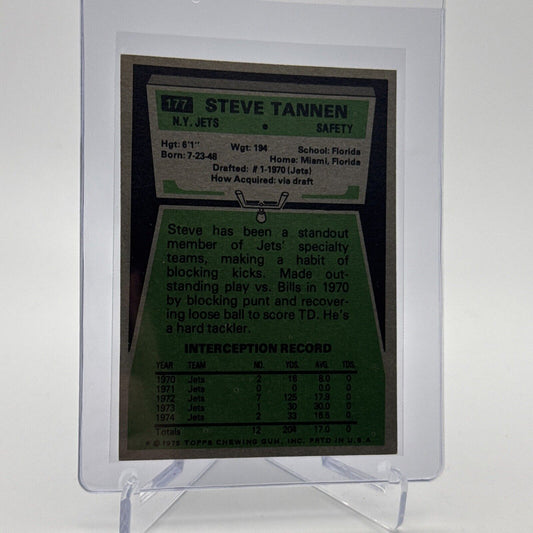 177 STEVE TANNEN
N.Y. JETS • SAFETY
Hgt: 6'1" Wgt: 194 School: Florida
Born: 7-23-48 Home: Miami, Florida
Drafted: #1-1970 (Jets)
How Acquired: via draft
Steve has been a standout
member of Jets' specialty
teams, making a habit of
blocking kicks. Made out-
standing play vs. Bills in 1970
by blocking punt and recover-
ing loose ball to score TD. He's
a hard tackler.
INTERCEPTION RECORD
YEAR TEAM NO. YDS. AVG. TDS.
1970 Jets 2 16 8.0 0
1971 Jets 0 0 0 0
1972 Jets 7 125 17.9 0
1973 Jets 1 30 30.0 0
1974 Jets 2 33 16.5 0
Totals 12 204 17.0 0
© 1975 TOPPS CHEWING GUM, INC. PRTD IN U.S.A.